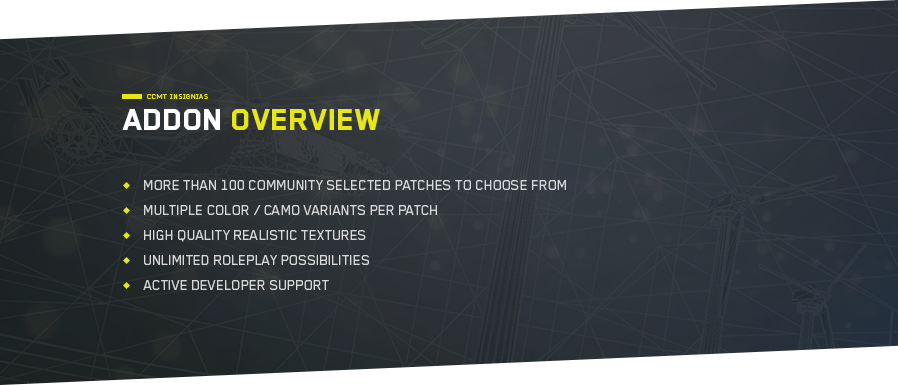 CCMT INSIGNIAS
ADDON OVERVIEW
MORE THAN 100 COMMUNITY SELECTED PATCHES TO CHOOSE FROM
MULTIPLE COLOR / CAMO VARIANTS PER PATCH
HIGH QUALITY REALISTIC TEXTURES
UNLIMITED ROLEPLAY POSSIBILITIES
ACTIVE DEVELOPER SUPPORT